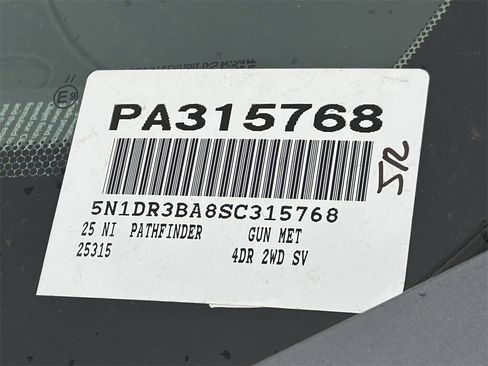 PA315768
5N1DR3BA8SC315768
25 NI PATHFINDER GUN MET
25315 4DR 2WD SV